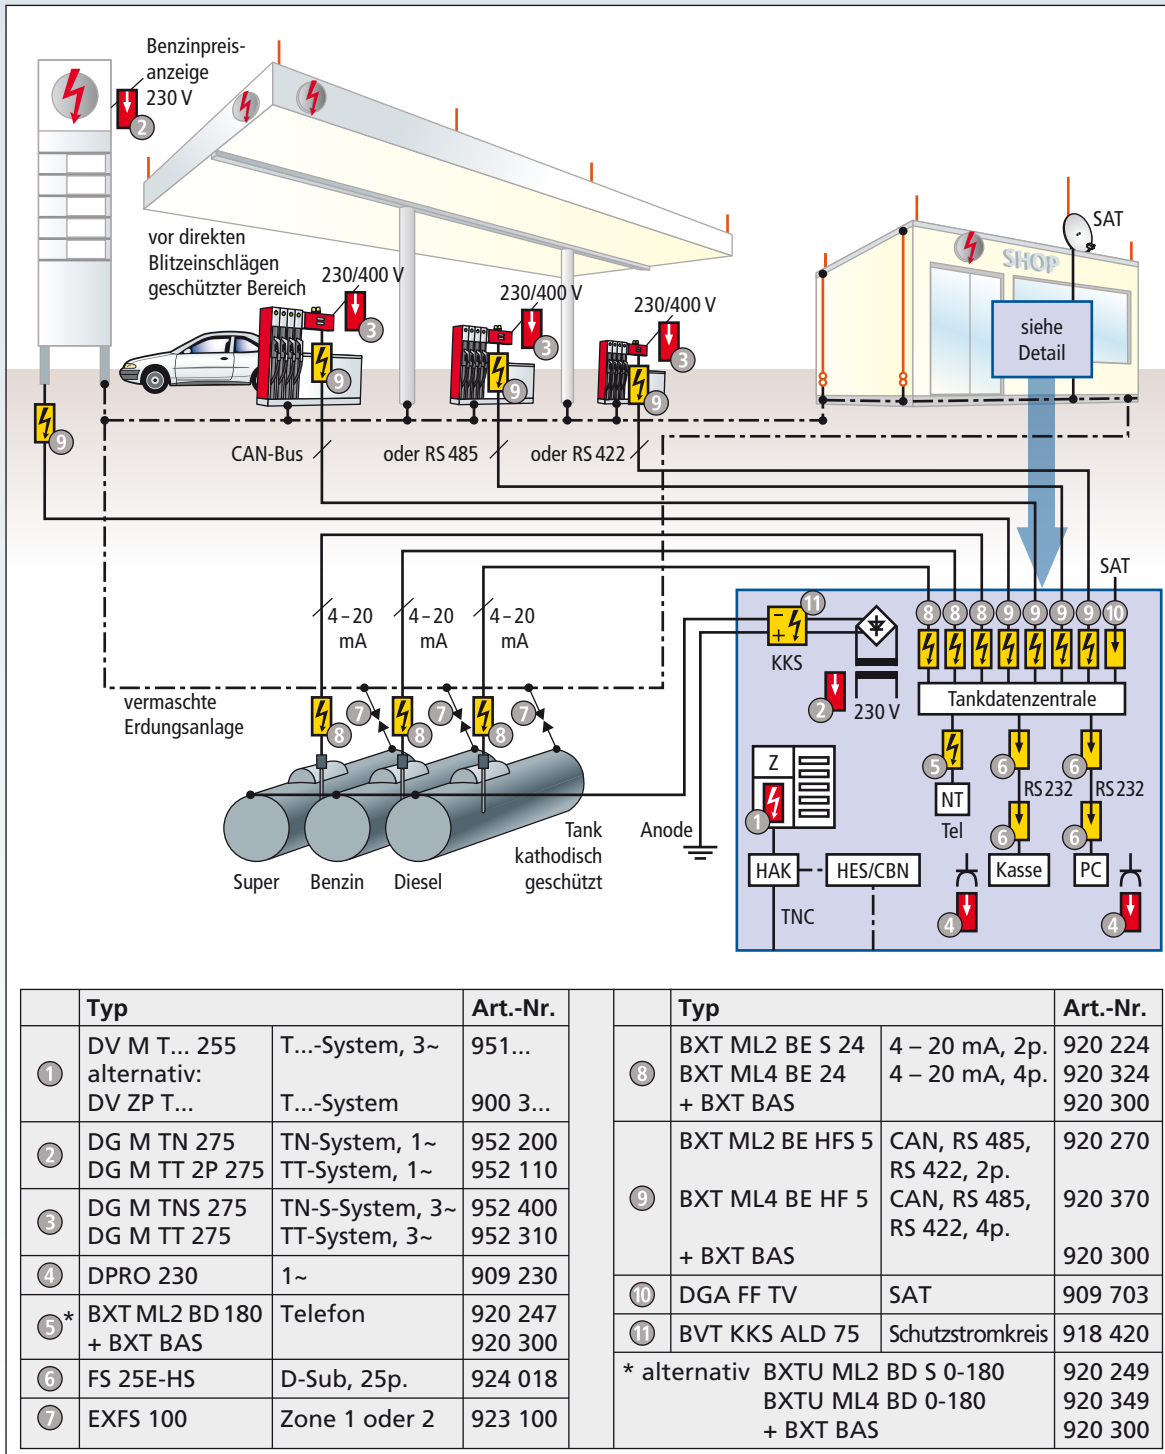 Benzinpreis-
anzeige
230 V
2
vor direkten
Blitzeinschlägen
geschützter Bereich
230/400 V
3
9
230/400 V
3
9
230/400 V
3
9
SAT
SHOP
siehe
Detail
9
CAN-Bus
oder RS 485
oder RS 422
4 – 20
mA
4 – 20
mA
4 – 20
mA
vermaschte
Erdungsanlage
7
7
7
8
8
8
Super
Benzin
Diesel
Tank
kathodisch
geschützt
Anode
SAT
11
– +
KKS
8
8
8
9
9
9
9
10
2
230 V
Tankdatenzentrale
5
6
6
RS 232
RS 232
NT
Tel
6
6
Z
1
HAK
HES/CBN
Kasse
PC
TNC
4
4
Typ Art.-Nr.
1 DV M T... 255 T...-System, 3~ 951...
alternativ:
DV ZP T... T...-System 900 3...
2 DG M TN 275 TN-System, 1~ 952 200
DG M TT 2P 275 TT-System, 1~ 952 110
3 DG M TNS 275 TN-S-System, 3~ 952 400
DG M TT 275 TT-System, 3~ 952 310
4 DPRO 230 1~ 909 230
5 * BXT ML2 BD 180 Telefon 920 247
+ BXT BAS 920 300
6 FS 25E-HS D-Sub, 25p. 924 018
7 EXFS 100 Zone 1 oder 2 923 100
Typ Art.-Nr.
8 BXT ML2 BE S 24 4 – 20 mA, 2p. 920 224
BXT ML4 BE 24 4 – 20 mA, 4p. 920 324
+ BXT BAS 920 300
9 BXT ML2 BE HFS 5 CAN, RS 485, 920 270
RS 422, 2p.
BXT ML4 BE HF 5 CAN, RS 485, 920 370
RS 422, 4p.
+ BXT BAS 920 300
10 DGA FF TV SAT 909 703
11 BVT KKS ALD 75 Schutzstromkreis 918 420
* alternativ BXTU ML2 BD S 0-180 920 249
BXTU ML4 BD 0-180 920 349
+ BXT BAS 920 300